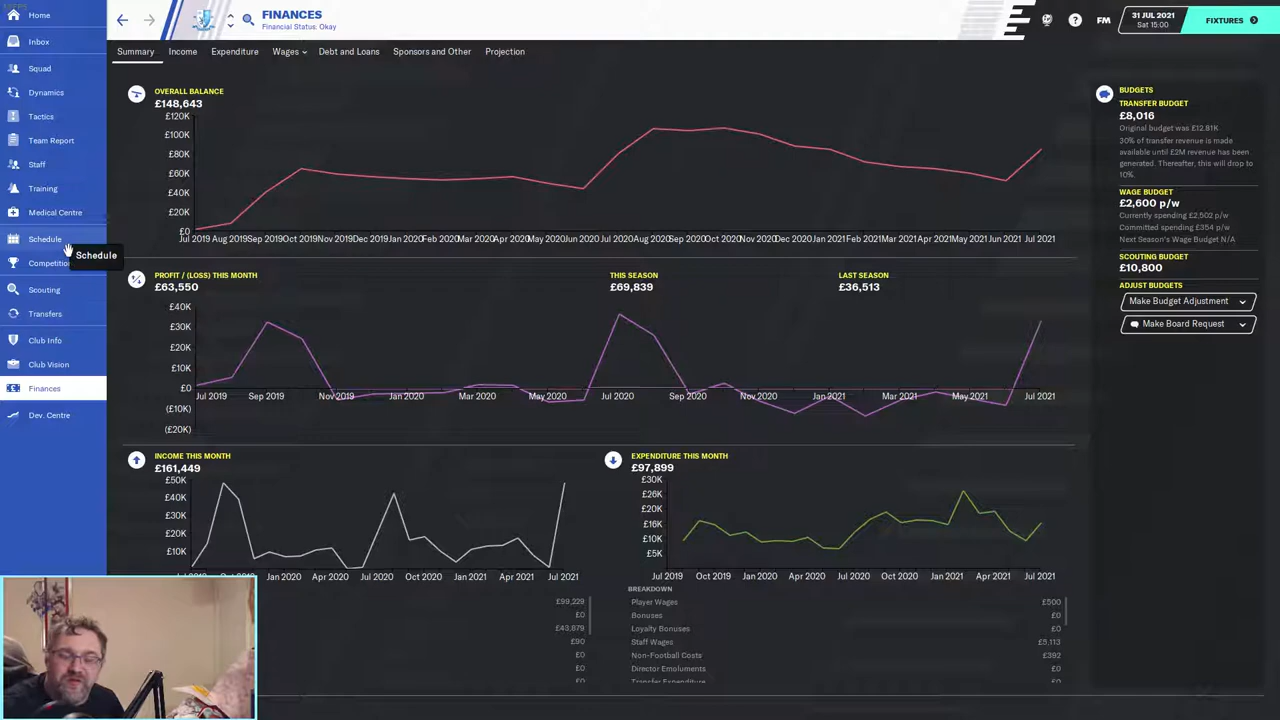 Home
FINANCES
Financial Status: Okay
FM
31 JUL 2021
Sat 15:00
FIXTURES
Inbox
Squad
Dynamics
Tactics
Team Report
Staff
Training
Medical Centre
Schedule
Schedule
Scouting
Transfers
Club Info
Club Vision
Finances
Dev. Centre
Summary
Income
Expenditure
Wages
Debt and Loans
Sponsors and Other
Projection
OVERALL BALANCE
£148,643
£120K
£100K
£80K
£60K
£40K
£20K
£0
Jul 2019 Aug 2019 Sep 2019 Oct 2019 Nov 2019 Dec 2019 Jan 2020 Feb 2020 Mar 2020 Apr 2020 May 2020 Jun 2020 Jul 2020 Aug 2020 Sep 2020 Oct 2020 Nov 2020 Dec 2020 Jan 2021 Feb 2021 Mar 2021 Apr 2021 May 2021 Jun 2021 Jul 2021
PROFIT / (LOSS) THIS MONTH
£63,550
THIS SEASON
£69,839
LAST SEASON
£36,513
£40K
£30K
£20K
£10K
£0
(£10K)
(£20K)
Jul 2019 Sep 2019 Nov 2019 Jan 2020 Mar 2020 May 2020 Jul 2020 Sep 2020 Nov 2020 Jan 2021 Mar 2021 May 2021 Jul 2021
INCOME THIS MONTH
£161,449
£50K
£40K
£30K
£20K
£10K
Jan 2020 Apr 2020 Jul 2020 Oct 2020 Jan 2021 Apr 2021 Jul 2021
£99,229
£0
£43,879
£90
£0
£0
£0
EXPENDITURE THIS MONTH
£97,899
£30K
£26K
£20K
£16K
£10K
£5K
Jul 2019 Oct 2019 Jan 2020 Apr 2020 Jul 2020 Oct 2020 Jan 2021 Apr 2021 Jul 2021
BREAKDOWN
Player Wages £500
Bonuses £0
Loyalty Bonuses £0
Staff Wages £5,113
Non-Football Costs £392
Director Emoluments £0
Transfer Expenditure £0
BUDGETS
TRANSFER BUDGET
£8,016
Original budget was £12.81K
30% of transfer revenue is made
available until £2M revenue has been
generated. Thereafter, this will drop to
10%.
WAGE BUDGET
£2,600 p/w
Currently spending £2,502 p/w
Committed spending £354 p/w
Next Season's Wage Budget N/A
SCOUTING BUDGET
£10,800
ADJUST BUDGETS
Make Budget Adjustment
Make Board Request